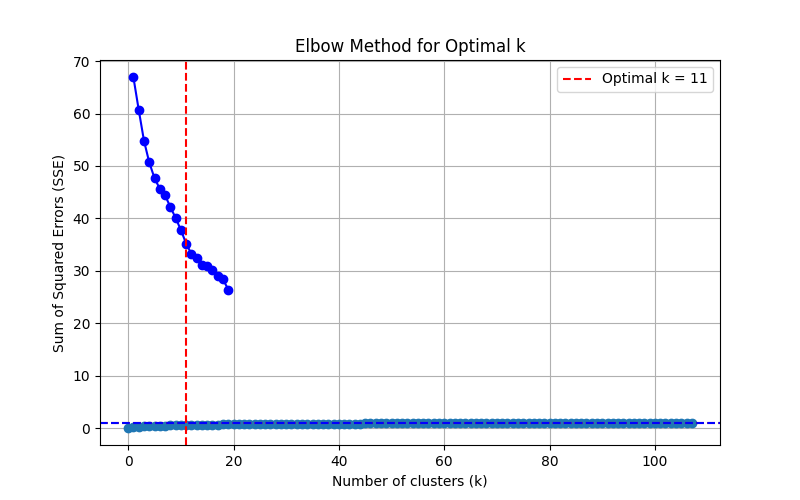 Elbow Method for Optimal k
Optimal k = 11
Sum of Squared Errors (SSE)
70
60
50
40
30
20
10
0
0 20 40 60 80 100
Number of clusters (k)